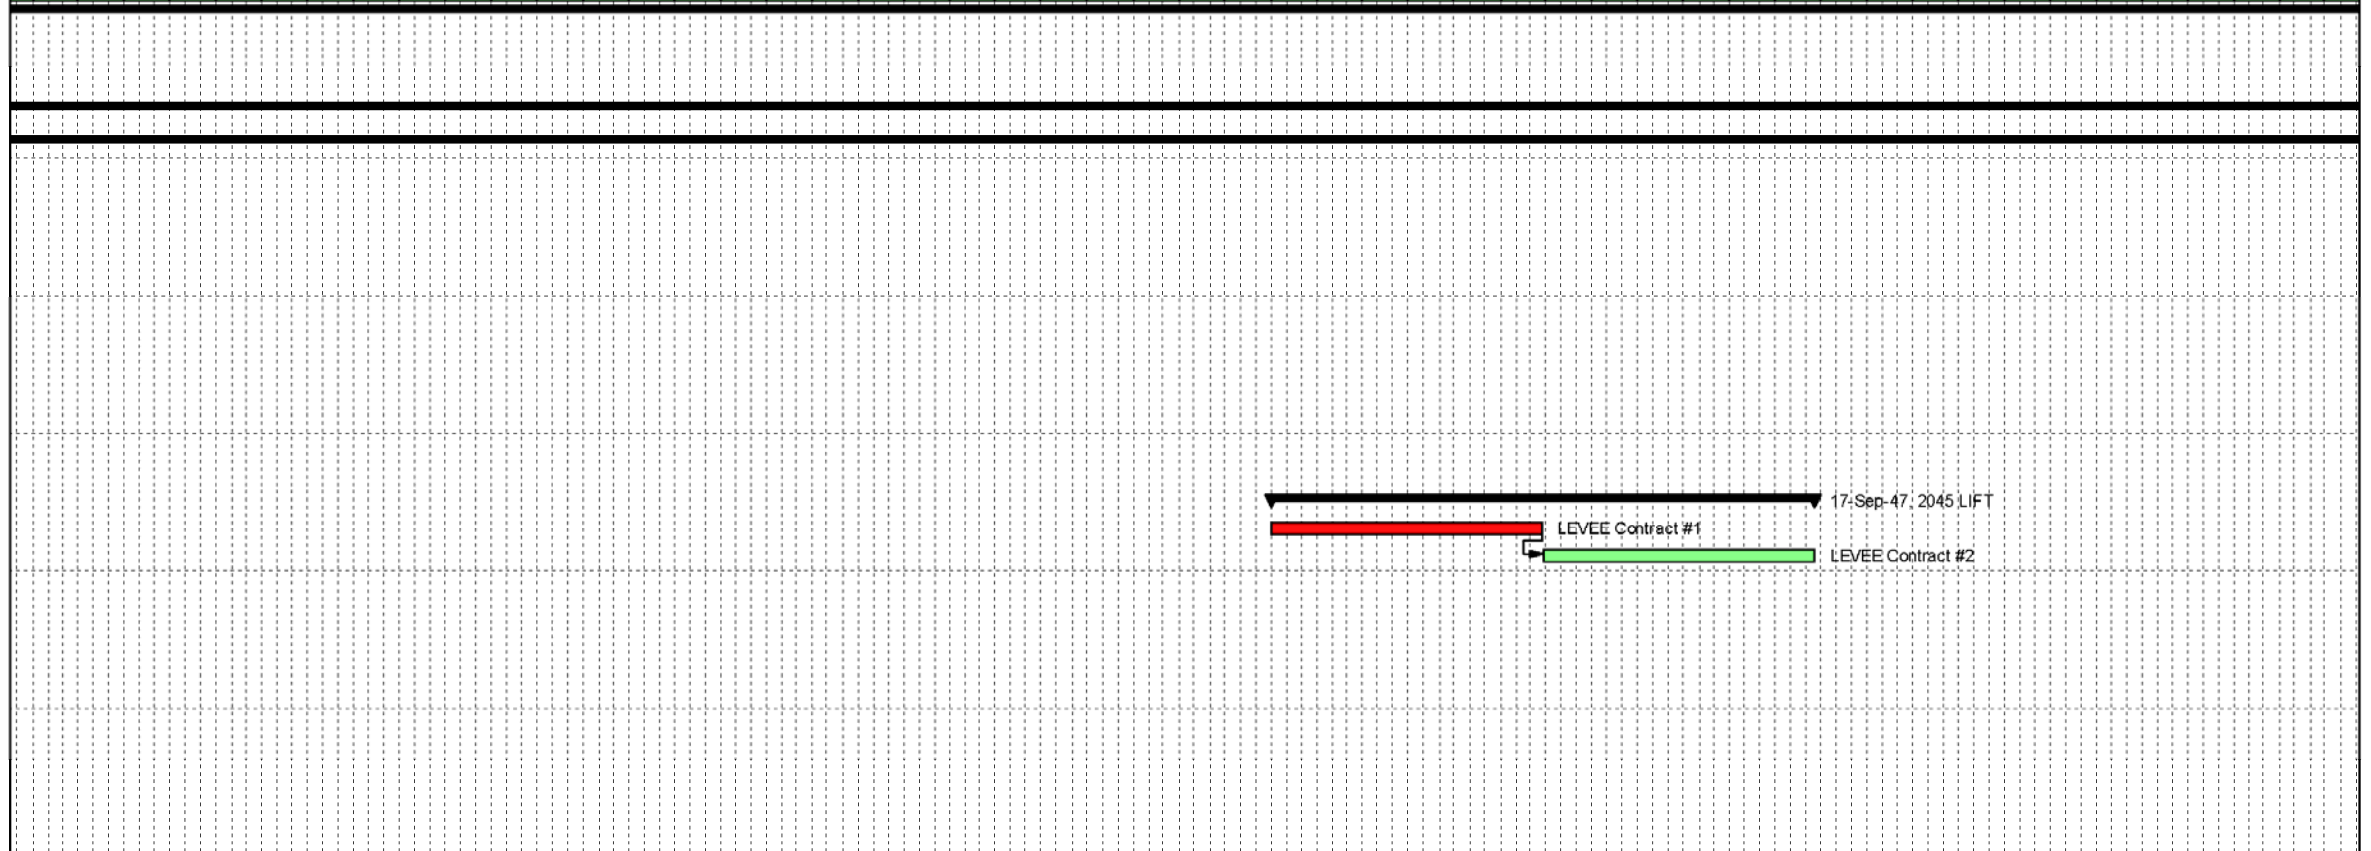 17-Sep-47, 2045 LIFT
LEVEE Contract #1
LEVEE Contract #2